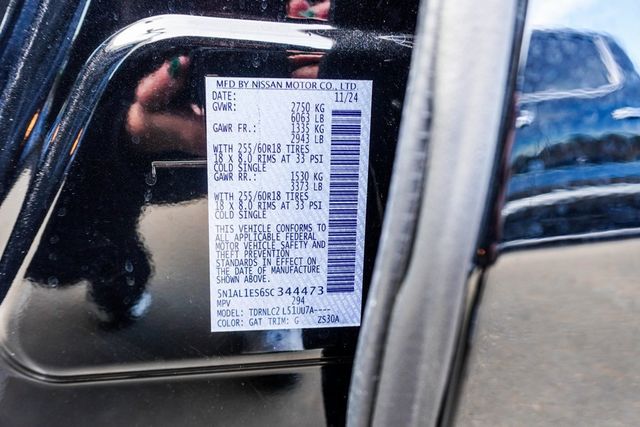 MFD BY NISSAN MOTOR CO., LTD
DATE: 11/24
GVWR: 2750 KG
6063 LB
GAWR FR.: 1335 KG
2943 LB
WITH 255/60R18 TIRES
18 X 8.0 RIMS AT 33 PSI
COLD SINGLE
GAWR RR.: 1530 KG
3373 LB
WITH 255/60R18 TIRES
18 X 8.0 RIMS AT 33 PSI
COLD SINGLE
THIS VEHICLE CONFORMS TO
ALL APPLICABLE FEDERAL
MOTOR VEHICLE SAFETY AND
THEFT PREVENTION
STANDARDS IN EFFECT ON
THE DATE OF MANUFACTURE
SHOWN ABOVE.
5N1AL1ES6SC344473
MPV 294
MODEL: TDRNLC2 L51UU7A----
COLOR: GAT TRIM: G ZS30A